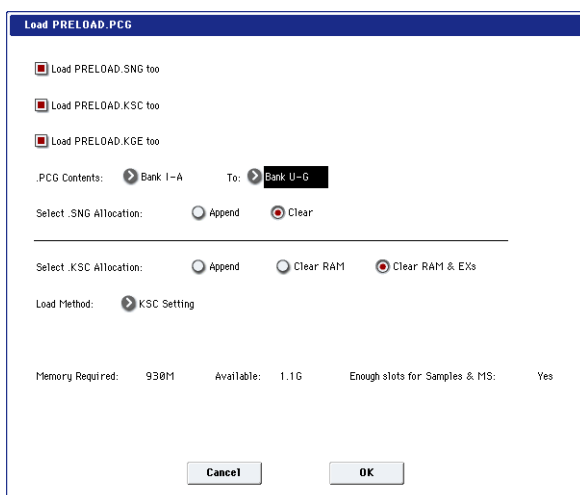 Load PRELOAD.PCG
Load PRELOAD.SNG too
Load PRELOAD.KSC too
Load PRELOAD.KGE too
.PCG Contents: Bank I-A To: Bank U-G
Select .SNG Allocation: Append Clear
Select .KSC Allocation: Append Clear RAM Clear RAM & EXs
Load Method: KSC Setting
Memory Required: 930M Available: 1.1G Enough slots for Samples & MS: Yes
Cancel OK